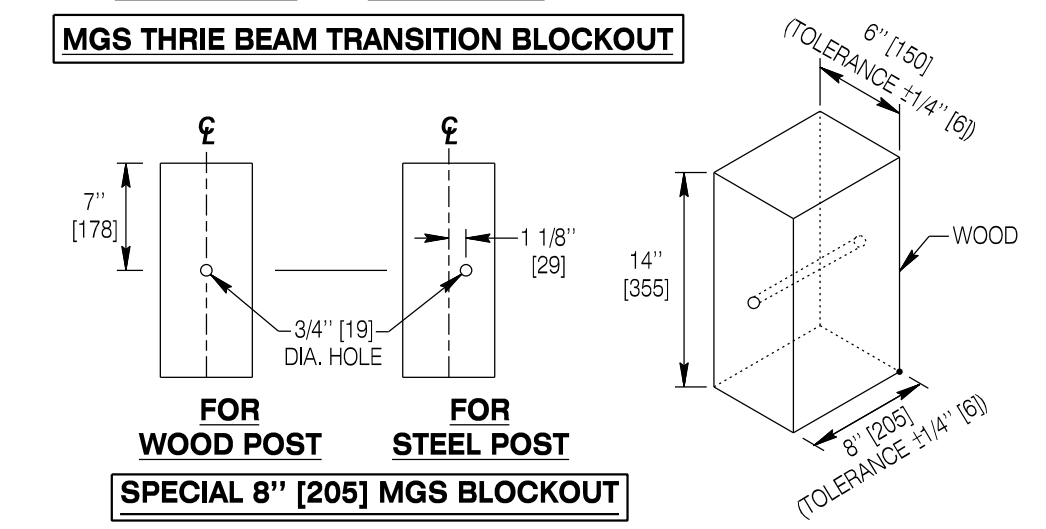 MGS THRIE BEAM TRANSITION BLOCKOUT
6'' [150]
(TOLERANCE ±1/4'' [6])
℄
℄
7''
[178]
1 1/8''
[29]
3/4'' [19]
DIA. HOLE
14''
[355]
WOOD
8'' [205]
(TOLERANCE ±1/4'' [6])
FOR
WOOD POST
FOR
STEEL POST
SPECIAL 8'' [205] MGS BLOCKOUT